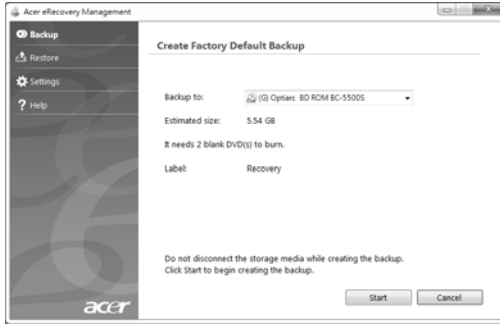 Acer eRecovery Management
Backup
Restore
Settings
Help
Create Factory Default Backup
Backup to: (G) Optiarc BD ROM BC-5500S
Estimated size: 5.54 GB
It needs 2 blank DVD(s) to burn.
Label: Recovery
Do not disconnect the storage media while creating the backup.
Click Start to begin creating the backup.
Start Cancel
acer